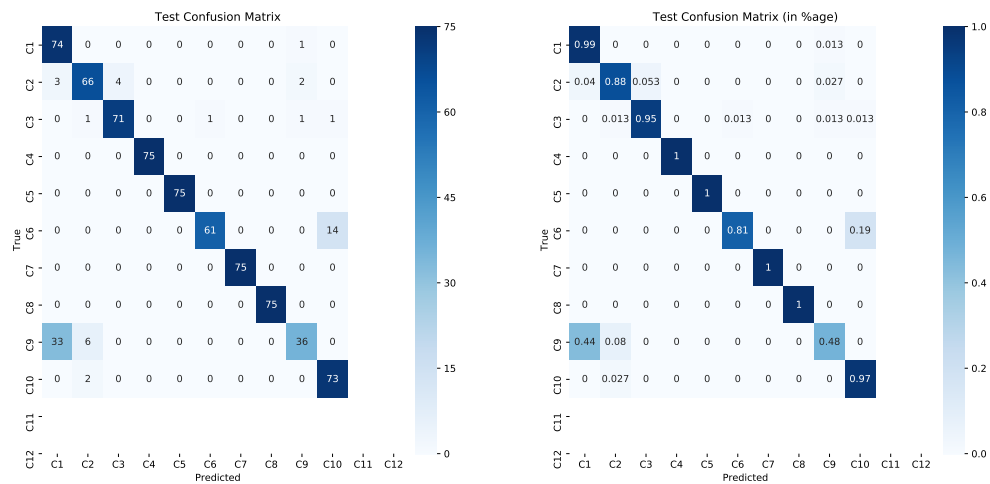 Test Confusion Matrix
C1 74 0 0 0 0 0 0 0 1 0
C2 3 66 4 0 0 0 0 0 2 0
C3 0 1 71 0 0 1 0 0 1 1
C4 0 0 0 75 0 0 0 0 0 0
C5 0 0 0 0 75 0 0 0 0 0
C6 0 0 0 0 0 61 0 0 0 14
C7 0 0 0 0 0 0 75 0 0 0
C8 0 0 0 0 0 0 0 75 0 0
C9 33 6 0 0 0 0 0 0 36 0
C10 0 2 0 0 0 0 0 0 0 73
C11
C12
C1 C2 C3 C4 C5 C6 C7 C8 C9 C10 C11 C12
True
Predicted
75
60
45
30
15
0
Test Confusion Matrix (in %age)
C1 0.99 0 0 0 0 0 0 0 0.013 0
C2 0.04 0.88 0.053 0 0 0 0 0 0.027 0
C3 0 0.013 0.95 0 0 0.013 0 0 0.013 0.013
C4 0 0 0 1 0 0 0 0 0 0
C5 0 0 0 0 1 0 0 0 0 0
C6 0 0 0 0 0 0.81 0 0 0 0.19
C7 0 0 0 0 0 0 1 0 0 0
C8 0 0 0 0 0 0 0 1 0 0
C9 0.44 0.08 0 0 0 0 0 0 0.48 0
C10 0 0.027 0 0 0 0 0 0 0 0.97
C11
C12
C1 C2 C3 C4 C5 C6 C7 C8 C9 C10 C11 C12
True
Predicted
1.0
0.8
0.6
0.4
0.2
0.0